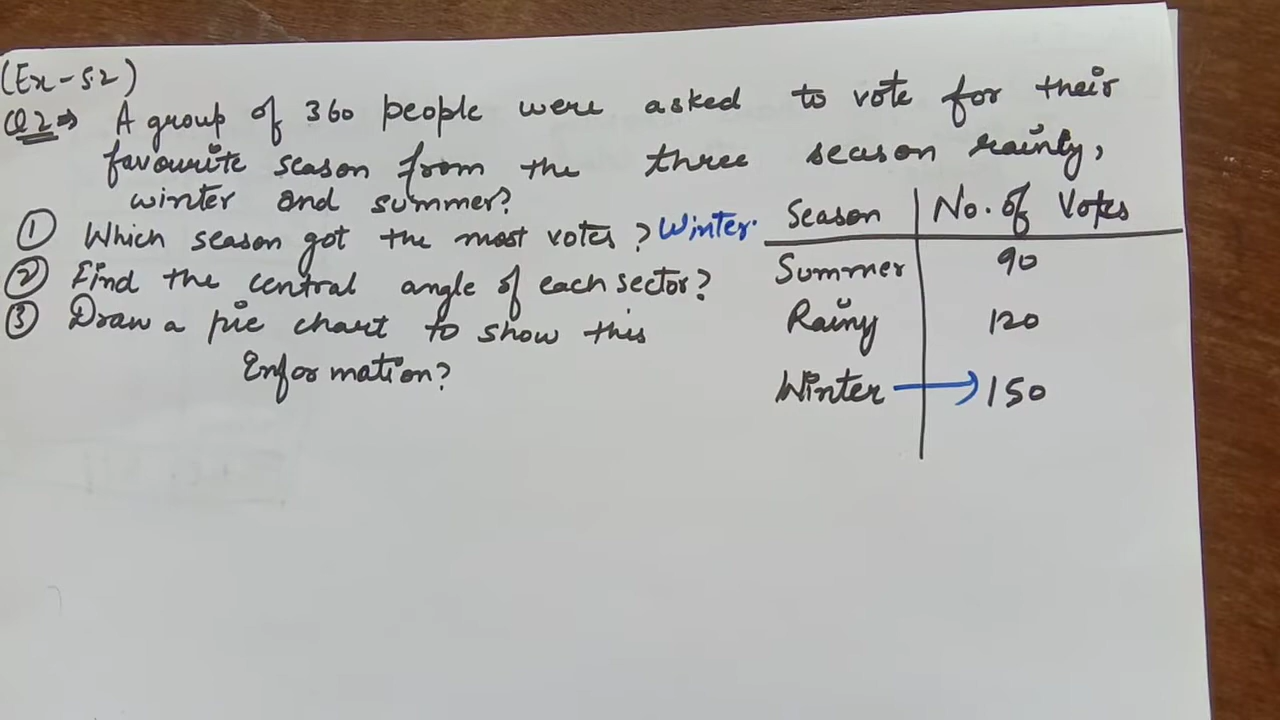 (Ex-5.2)
Q2⇒ A group of 360 people were asked to vote for their
favourite season from the three season rainly,
winter and summer?
① Which season got the most votes? Winter.
② Find the central angle of each sector?
③ Draw a pie chart to show this
Information?
Season No. of Votes
Summer 90
Rainy 120
Winter → 150